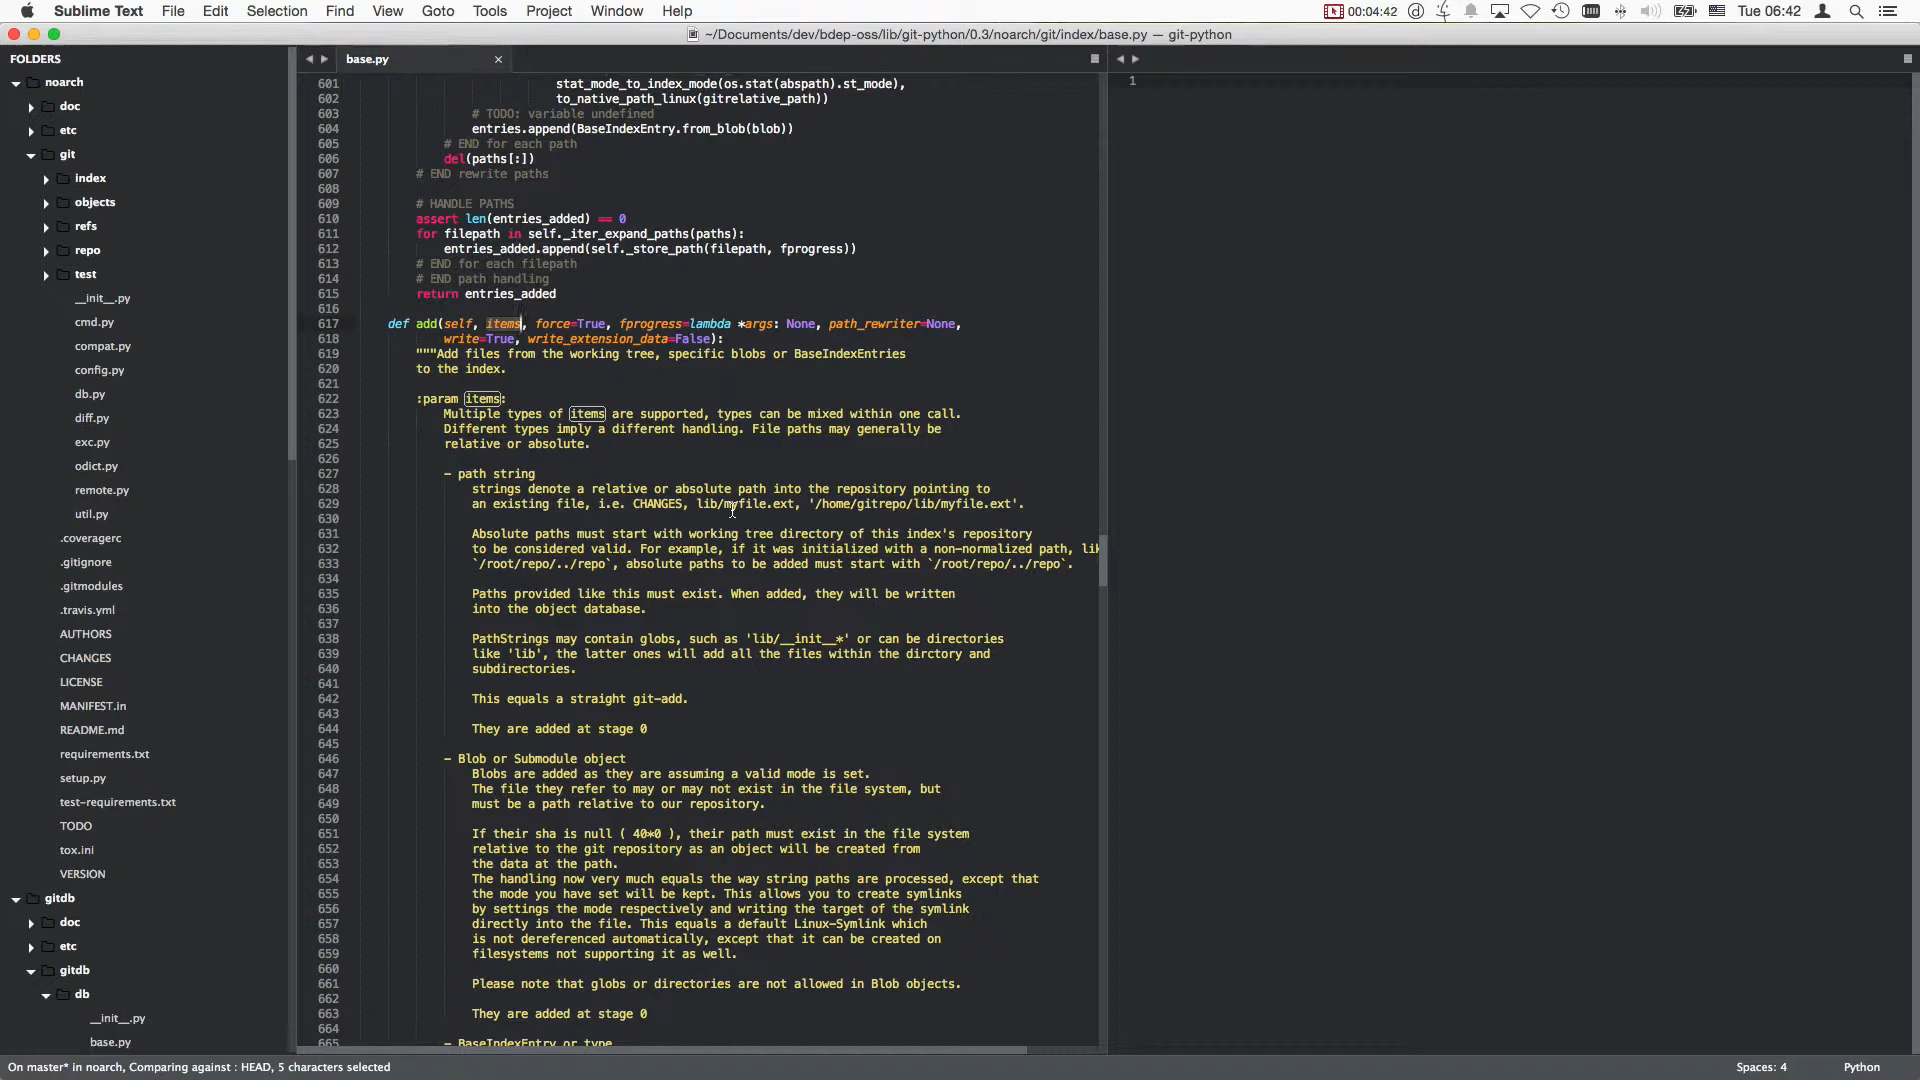 Sublime Text File Edit Selection Find View Goto Tools Project Window Help 00:04:42 Tue 06:42
~/Documents/dev/bdep-oss/lib/git-python/0.3/noarch/git/index/base.py — git-python
FOLDERS
noarch
doc
etc
git
index
objects
refs
repo
test
__init__.py
cmd.py
compat.py
config.py
db.py
diff.py
exc.py
odict.py
remote.py
util.py
.coveragerc
.gitignore
.gitmodules
.travis.yml
AUTHORS
CHANGES
LICENSE
MANIFEST.in
README.md
requirements.txt
setup.py
test-requirements.txt
TODO
tox.ini
VERSION
gitdb
doc
etc
gitdb
db
__init__.py
base.py
base.py
601 stat_mode_to_index_mode(os.stat(abspath).st_mode),
602 to_native_path_linux(gitrelative_path))
603 # TODO: variable undefined
604 entries.append(BaseIndexEntry.from_blob(blob))
605 # END for each path
606 del(paths[:])
607 # END rewrite paths
608
609 # HANDLE PATHS
610 assert len(entries_added) == 0
611 for filepath in self._iter_expand_paths(paths):
612 entries_added.append(self._store_path(filepath, fprogress))
613 # END for each filepath
614 # END path handling
615 return entries_added
616
617 def add(self, items, force=True, fprogress=lambda *args: None, path_rewriter=None,
618 write=True, write_extension_data=False):
619 """Add files from the working tree, specific blobs or BaseIndexEntries
620 to the index.
621
622 :param items:
623 Multiple types of items are supported, types can be mixed within one call.
624 Different types imply a different handling. File paths may generally be
625 relative or absolute.
626
627 - path string
628 strings denote a relative or absolute path into the repository pointing to
629 an existing file, i.e. CHANGES, lib/myfile.ext, '/home/gitrepo/lib/myfile.ext'.
630
631 Absolute paths must start with working tree directory of this index's repository
632 to be considered valid. For example, if it was initialized with a non-normalized path, lik
633 `/root/repo/../repo`, absolute paths to be added must start with `/root/repo/../repo`.
634
635 Paths provided like this must exist. When added, they will be written
636 into the object database.
637
638 PathStrings may contain globs, such as 'lib/__init__*' or can be directories
639 like 'lib', the latter ones will add all the files within the dirctory and
640 subdirectories.
641
642 This equals a straight git-add.
643
644 They are added at stage 0
645
646 - Blob or Submodule object
647 Blobs are added as they are assuming a valid mode is set.
648 The file they refer to may or may not exist in the file system, but
649 must be a path relative to our repository.
650
651 If their sha is null ( 40*0 ), their path must exist in the file system
652 relative to the git repository as an object will be created from
653 the data at the path.
654 The handling now very much equals the way string paths are processed, except that
655 the mode you have set will be kept. This allows you to create symlinks
656 by settings the mode respectively and writing the target of the symlink
657 directly into the file. This equals a default Linux-Symlink which
658 is not dereferenced automatically, except that it can be created on
659 filesystems not supporting it as well.
660
661 Please note that globs or directories are not allowed in Blob objects.
662
663 They are added at stage 0
664
665 - BaseIndexEntry or type
1
On master* in noarch, Comparing against : HEAD, 5 characters selected Spaces: 4 Python